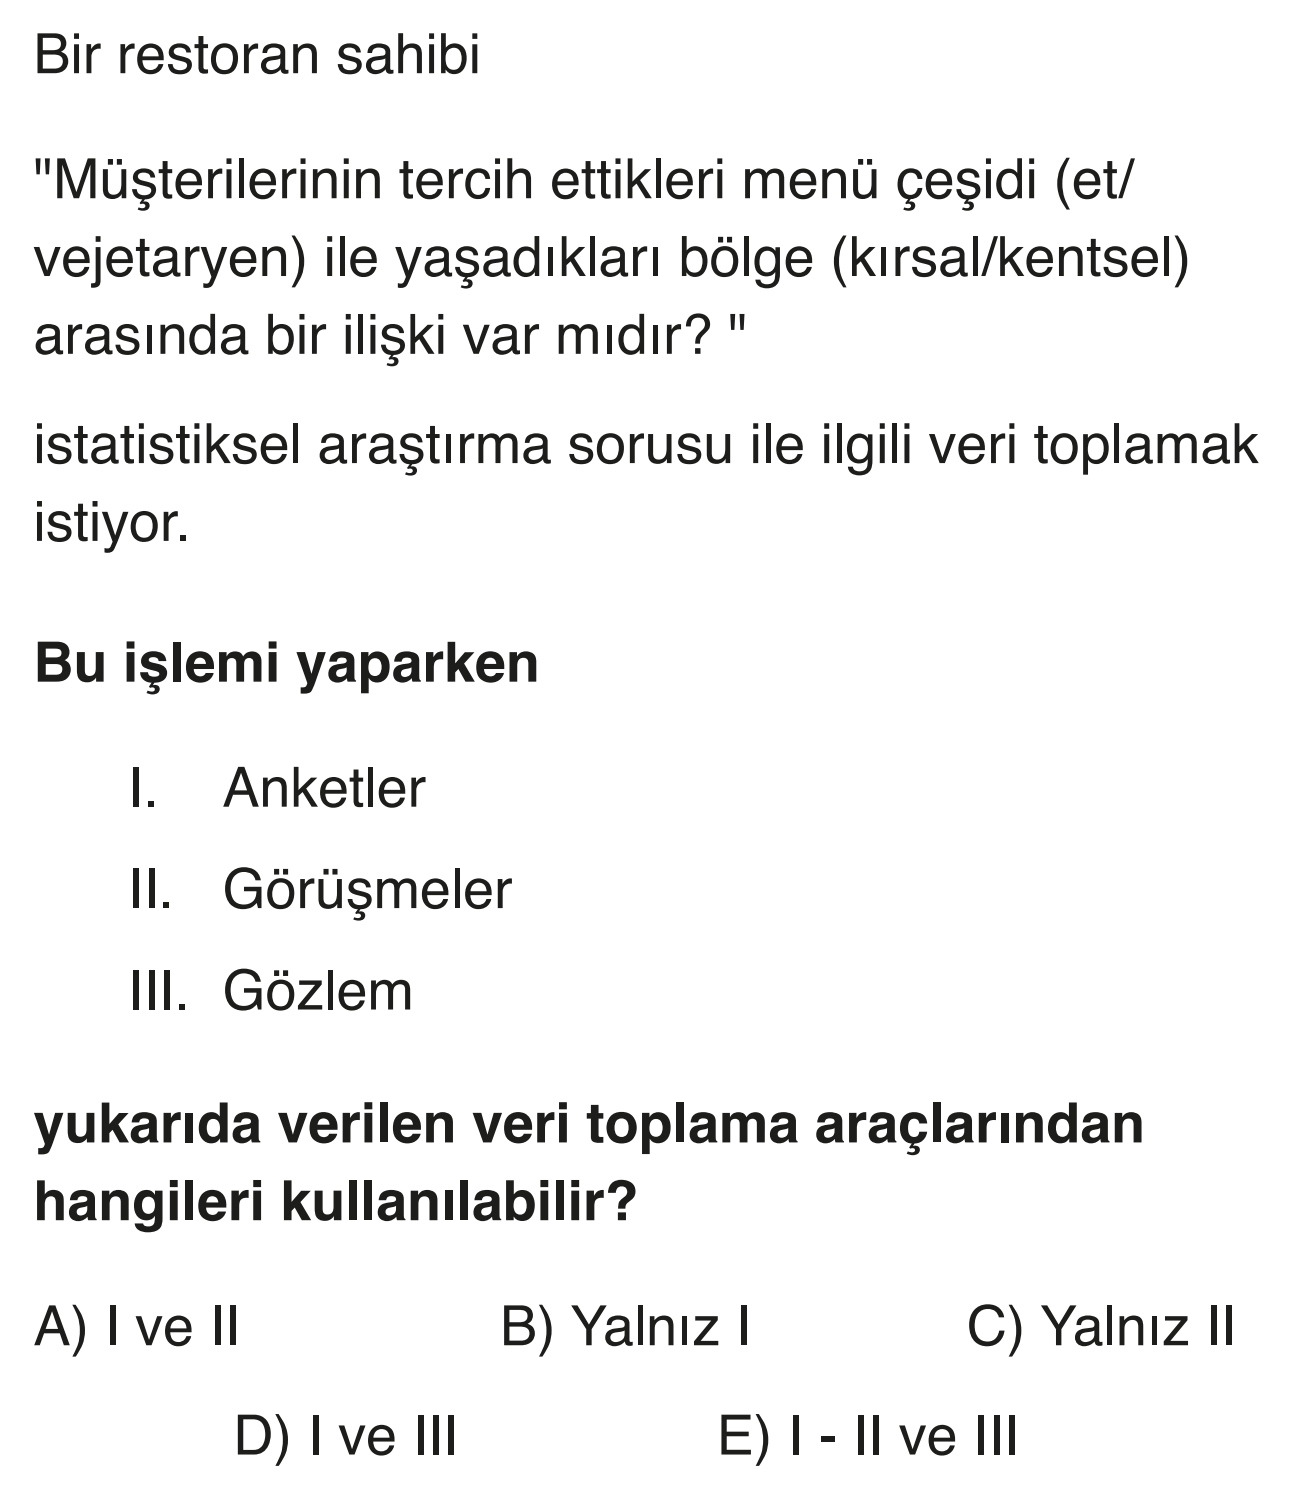 Bir restoran sahibi
"Müşterilerinin tercih ettikleri menü çeşidi (et/
vejetaryen) ile yaşadıkları bölge (kırsal/kentsel)
arasında bir ilişki var mıdır? "
istatistiksel araştırma sorusu ile ilgili veri toplamak
istiyor.
Bu işlemi yaparken
I. Anketler
II. Görüşmeler
III. Gözlem
yukarıda verilen veri toplama araçlarından
hangileri kullanılabilir?
A) I ve II B) Yalnız I C) Yalnız II
D) I ve III E) I - II ve III